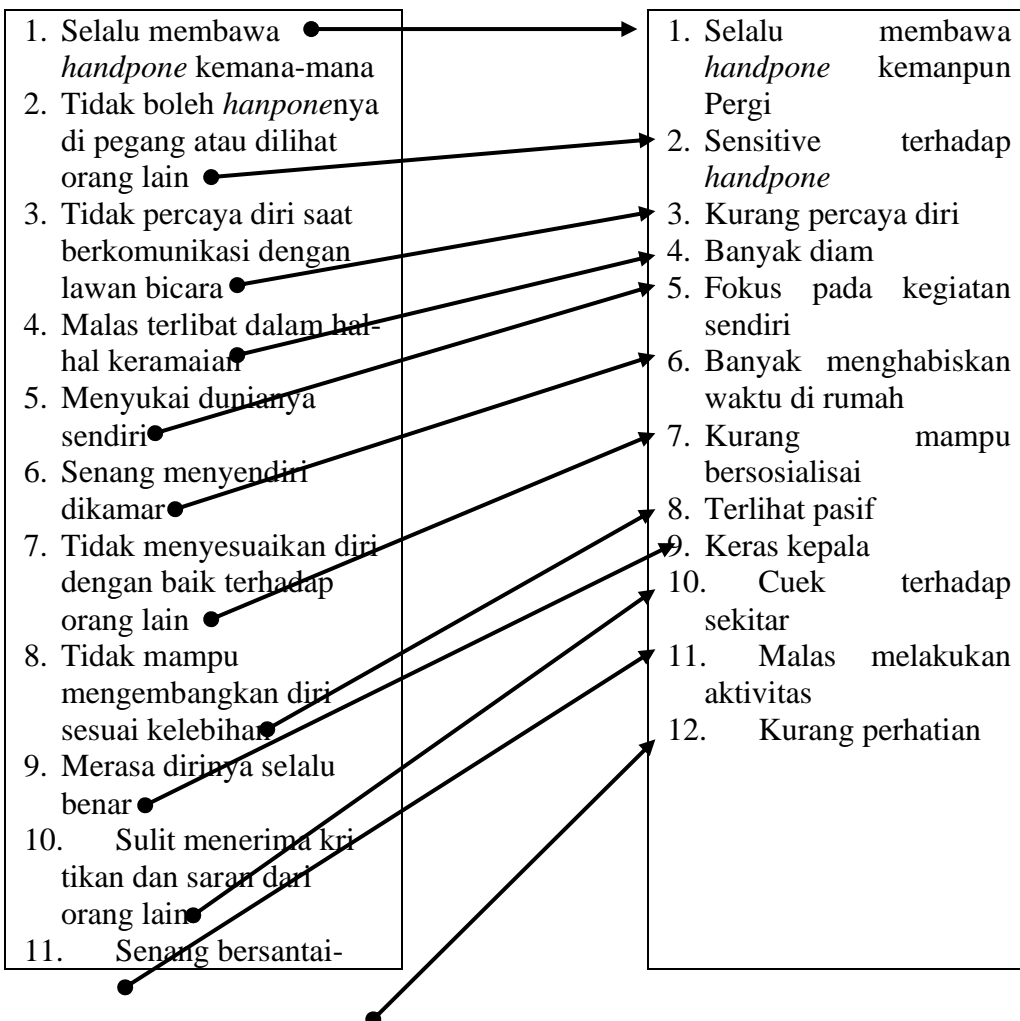 1. Selalu membawa
handpone kemana-mana
2. Tidak boleh hanponenya
di pegang atau dilihat
orang lain
3. Tidak percaya diri saat
berkomunikasi dengan
lawan bicara
4. Malas terlibat dalam hal-
hal keramaian
5. Menyukai dunianya
sendiri
6. Senang menyendiri
dikamar
7. Tidak menyesuaikan diri
dengan baik terhadap
orang lain
8. Tidak mampu
mengembangkan diri
sesuai kelebihan
9. Merasa dirinya selalu
benar
10. Sulit menerima kri
tikan dan saran dari
orang lain
11. Senang bersantai-
1. Selalu membawa
handpone kemanpun
Pergi
2. Sensitive terhadap
handpone
3. Kurang percaya diri
4. Banyak diam
5. Fokus pada kegiatan
sendiri
6. Banyak menghabiskan
waktu di rumah
7. Kurang mampu
bersosialisai
8. Terlihat pasif
9. Keras kepala
10. Cuek terhadap
sekitar
11. Malas melakukan
aktivitas
12. Kurang perhatian